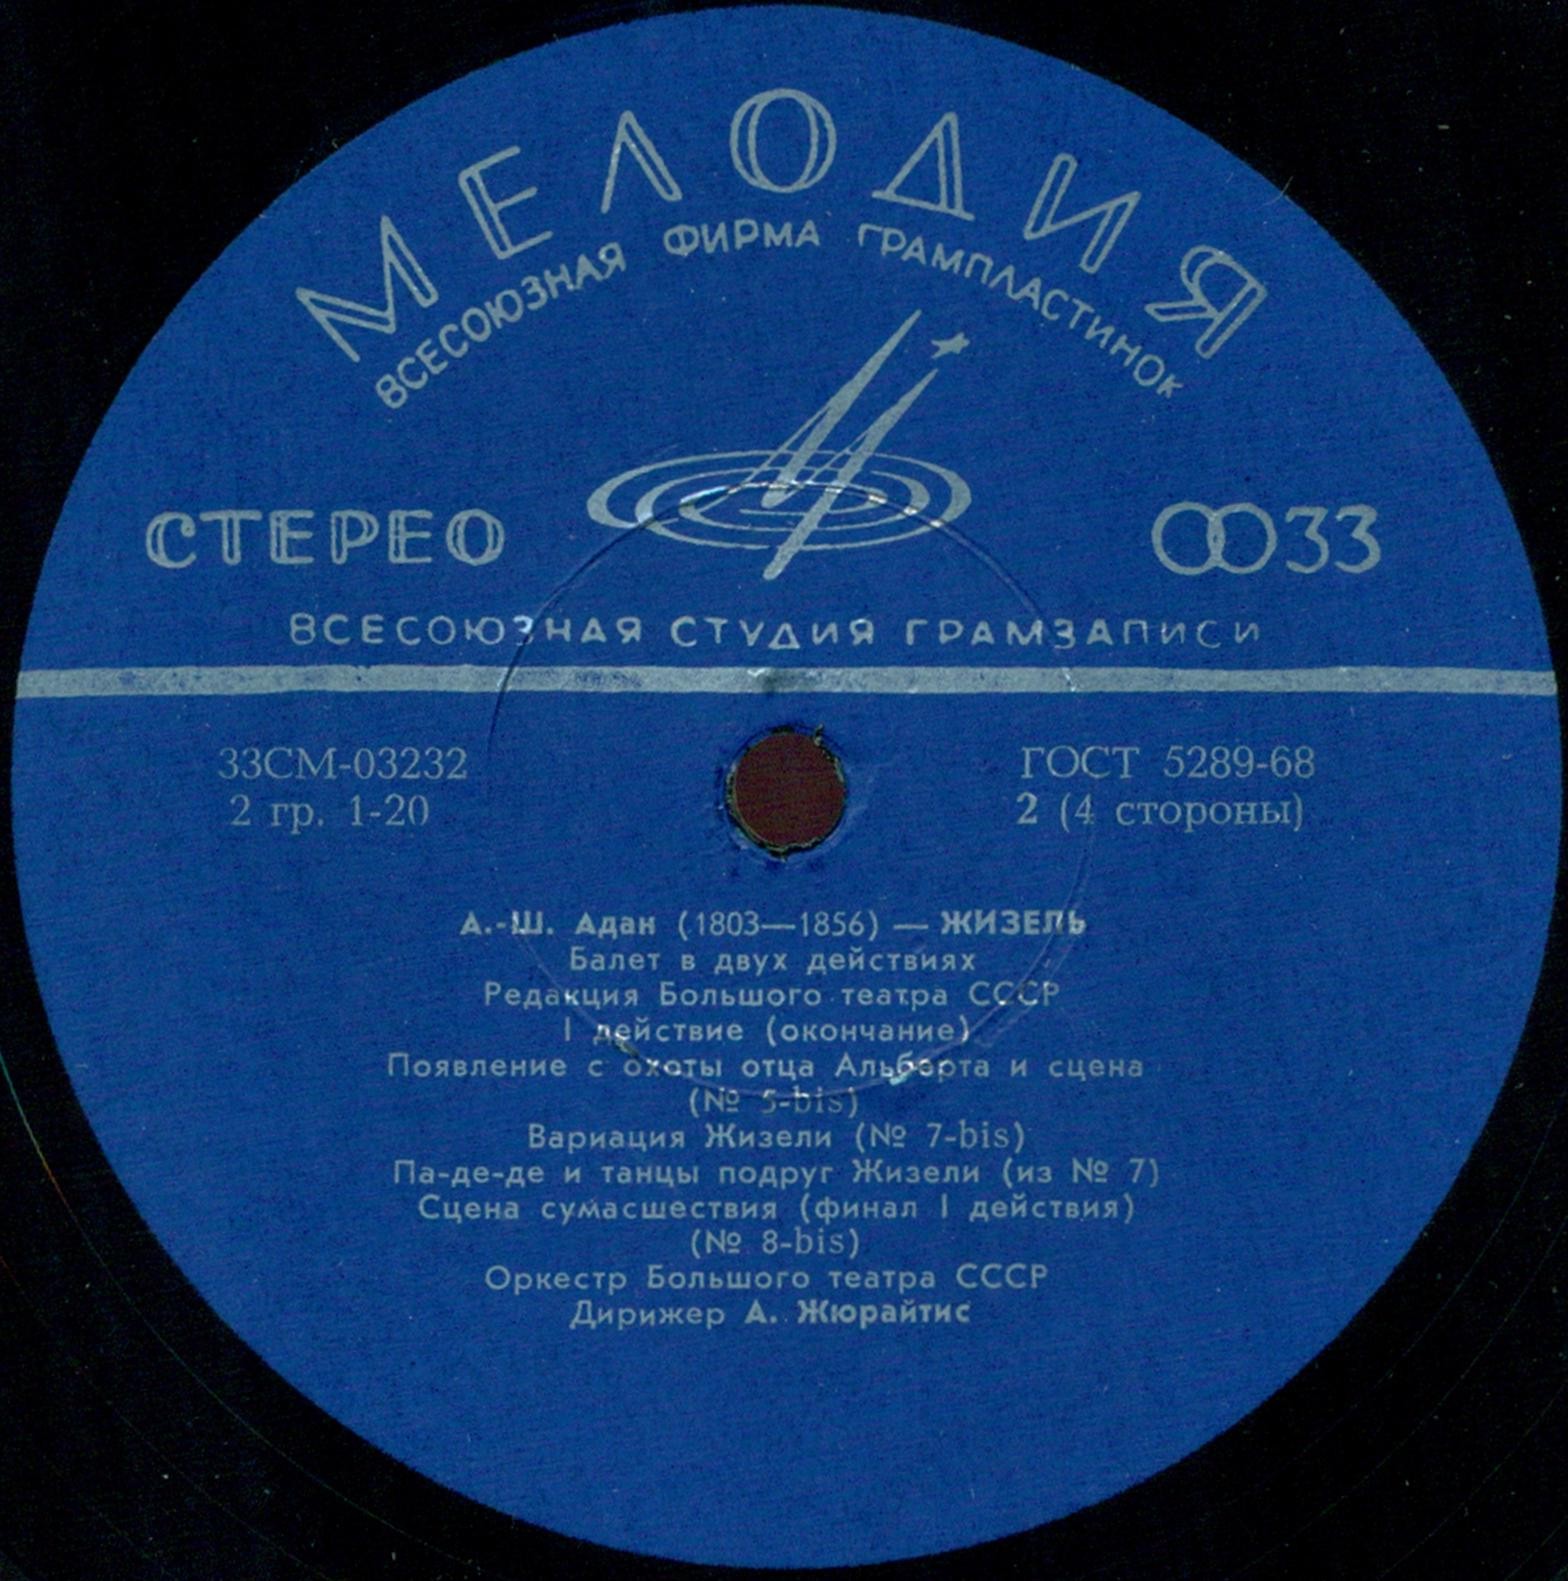 МЕЛОДИЯ
ВСЕСОЮЗНАЯ ФИРМА ГРАМПЛАСТИНОК
СТЕРЕО 33
ВСЕСОЮЗНАЯ СТУДИЯ ГРАМЗАПИСИ
33СМ-03232 ГОСТ 5289-68
2 гр. 1-20 2 (4 стороны)
А.-Ш. Адан (1803—1856) — ЖИЗЕЛЬ
Балет в двух действиях
Редакция Большого театра СССР
I действие (окончание)
Появление с охоты отца Альберта и сцена
(№ 5-bis)
Вариация Жизели (№ 7-bis)
Па-де-де и танцы подруг Жизели (из № 7)
Сцена сумасшествия (финал I действия)
(№ 8-bis)
Оркестр Большого театра СССР
Дирижер А. Жюрайтис